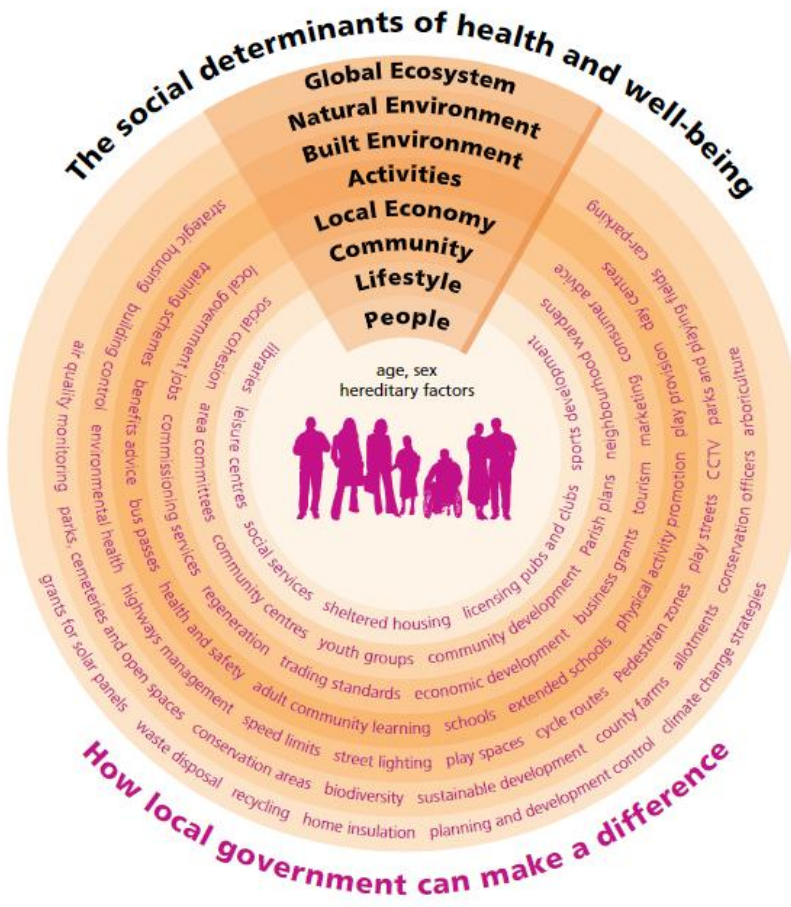 The social determinants of health and well-being
Global Ecosystem
Natural Environment
Built Environment
Activities
Local Economy
Community
Lifestyle
People
age, sex
hereditary factors
libraries leisure centres social services sheltered housing licensing pubs and clubs sports development
social cohesion area committees community centres youth groups community development Parish plans neighbourhood wardens
local government jobs commissioning services regeneration trading standards economic development business grants tourism marketing consumer advice
training schemes benefits advice bus passes health and safety adult community learning schools extended schools physical activity promotion play provision day centres
strategic housing building control environmental health highways management speed limits street lighting play spaces cycle routes Pedestrian zones play streets CCTV parks and playing fields car-parking
air quality monitoring parks, cemeteries and open spaces conservation areas biodiversity sustainable development county farms allotments conservation officers arboriculture
grants for solar panels waste disposal recycling home insulation planning and development control climate change strategies
How local government can make a difference